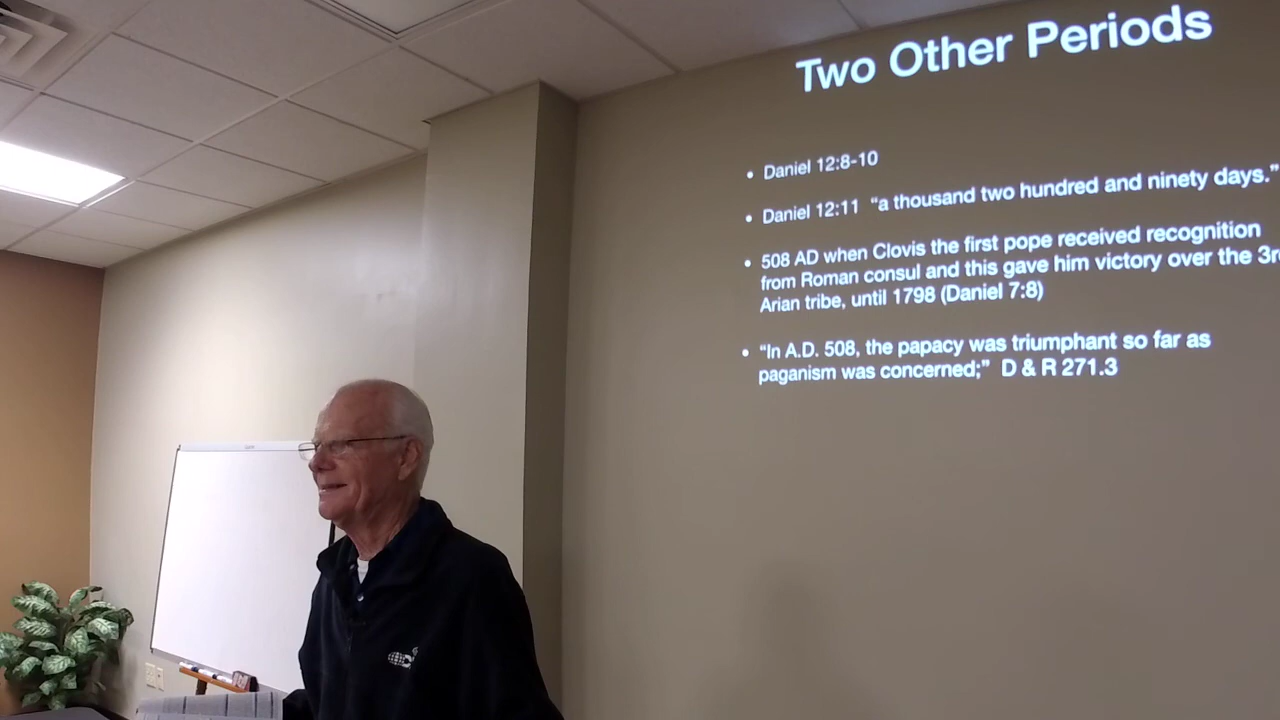 Two Other Periods
• Daniel 12:8-10
• Daniel 12:11 “a thousand two hundred and ninety days.”
• 508 AD when Clovis the first pope received recognition
from Roman consul and this gave him victory over the 3r
Arian tribe, until 1798 (Daniel 7:8)
• “In A.D. 508, the papacy was triumphant so far as
paganism was concerned;” D & R 271.3